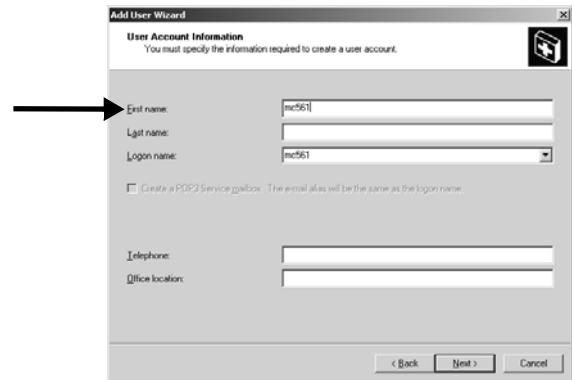 Add User Wizard
User Account Information
You must specify the information required to create a user account.
First name: mc561
Last name:
Logon name: mc561
Create a POP3 Service mailbox. The e-mail alias will be the same as the logon name.
Telephone:
Office location:
< Back Next > Cancel